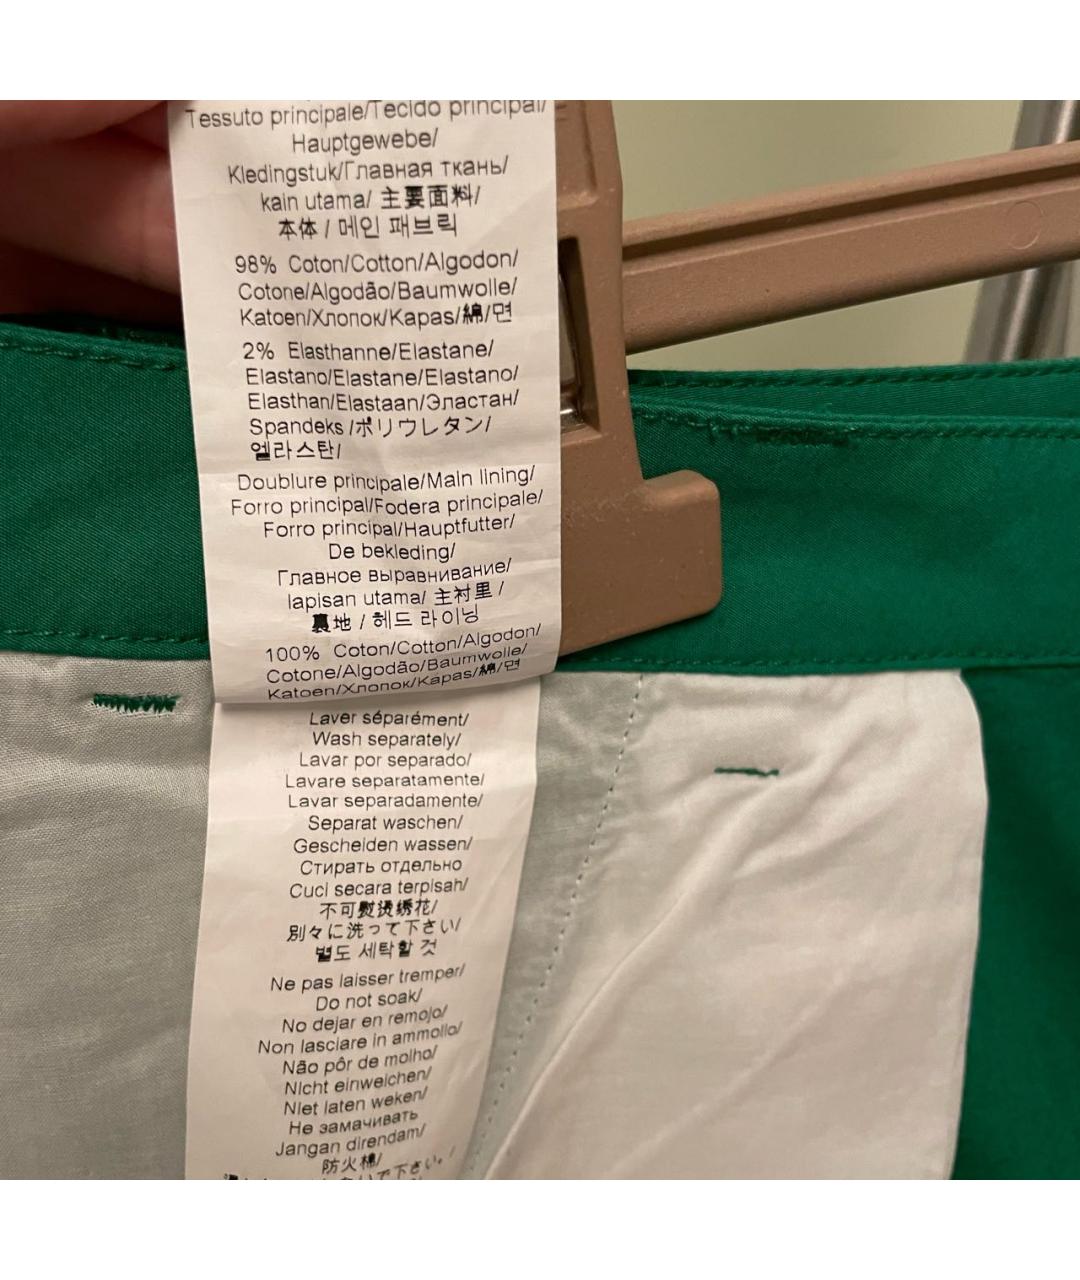 Tessuto principale/Tecido principal/
Hauptgewebe/
Kledingstuk/Главная ткань/
kain utama/ 主要面料/
本体 / 메인 패브릭
98% Coton/Cotton/Algodon/
Cotone/Algodão/Baumwolle/
Katoen/Хлопок/Kapas/綿/면
2% Elasthanne/Elastane/
Elastano/Elastane/Elastano/
Elasthan/Elastaan/Эластан/
Spandeks /ポリウレタン/
엘라스탄/
Doublure principale/Main lining/
Forro principal/Fodera principale/
Forro principal/Hauptfutter/
De bekleding/
Главное выравнивание/
lapisan utama/ 主衬里 /
裏地 / 헤드 라이닝
100% Coton/Cotton/Algodon/
Cotone/Algodão/Baumwolle/
Katoen/Хлопок/Kapas/綿/면
Laver séparément/
Wash separately/
Lavar por separado/
Lavare separatamente/
Lavar separadamente/
Separat waschen/
Gescheiden wassen/
Стирать отдельно
Cuci secara terpisah/
不可熨烫绣花/
別々に洗って下さい/
별도 세탁할 것
Ne pas laisser tremper/
Do not soak/
No dejar en remojo/
Non lasciare in ammollo/
Não pôr de molho/
Nicht einweichen/
Niet laten weken/
Не замачивать
Jangan direndam/
防火棉/